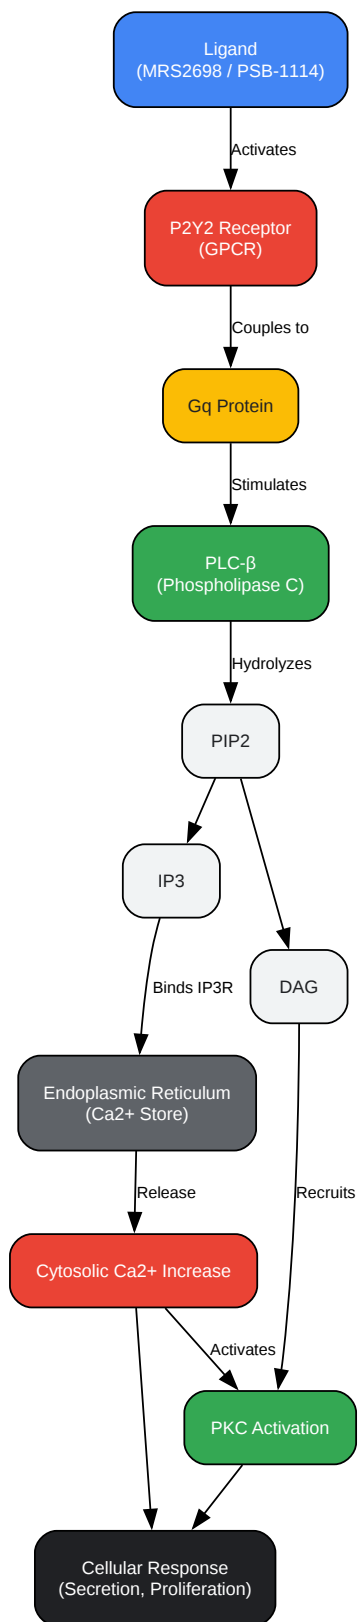 Ligand
(MRS2698 / PSB-1114)
Activates
P2Y2 Receptor
(GPCR)
Couples to
Gq Protein
Stimulates
PLC-β
(Phospholipase C)
Hydrolyzes
PIP2
IP3
DAG
Binds IP3R
Endoplasmic Reticulum
(Ca2+ Store)
Release
Recruits
Cytosolic Ca2+ Increase
Activates
PKC Activation
Cellular Response
(Secretion, Proliferation)